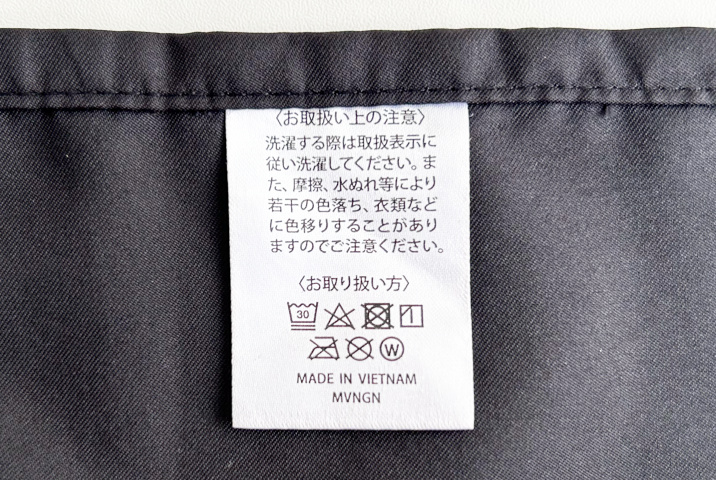 〈お取扱い上の注意〉
洗濯する際は取扱表示に
従い洗濯してください。ま
た、摩擦、水ぬれ等により
若干の色落ち、衣類など
に色移りすることがあり
ますのでご注意ください。
〈お取り扱い方〉
30
W
MADE IN VIETNAM
MVNGN